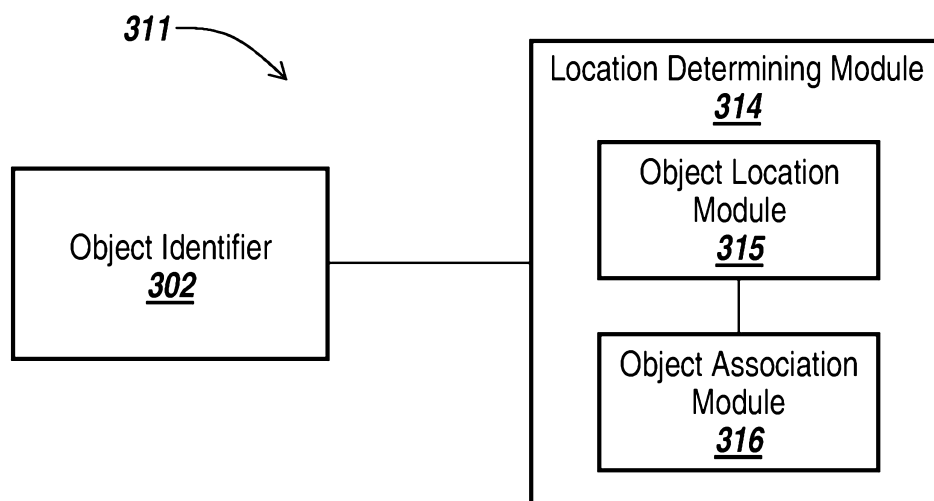 311
Location Determining Module
314
Object Location
Module
315
Object Identifier
302
Object Association
Module
316